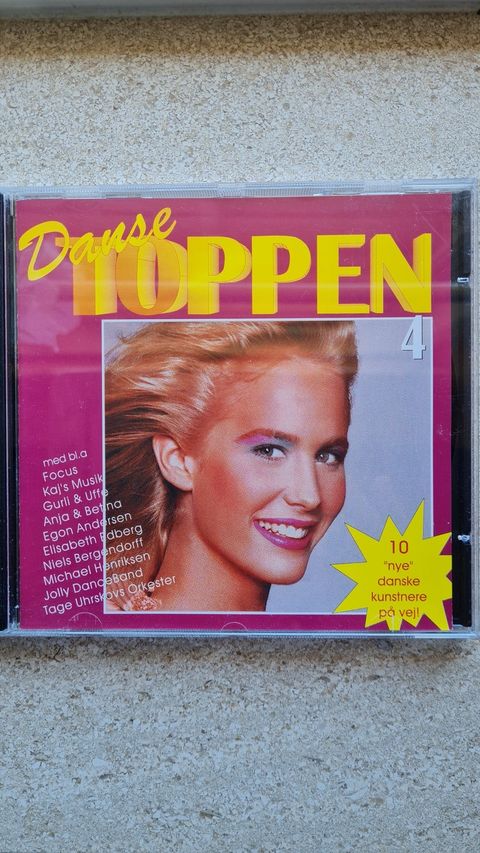 Danse
TOPPEN
4
med bl.a
Focus
Kaj's Musik
Gurli & Uffe
Anja & Betina
Egon Andersen
Elisabeth Edberg
Niels Bergendorff
Michael Henriksen
Jolly DanceBand
Tage Uhrskovs Orkester
10
"nye"
danske
kunstnere
på vej!